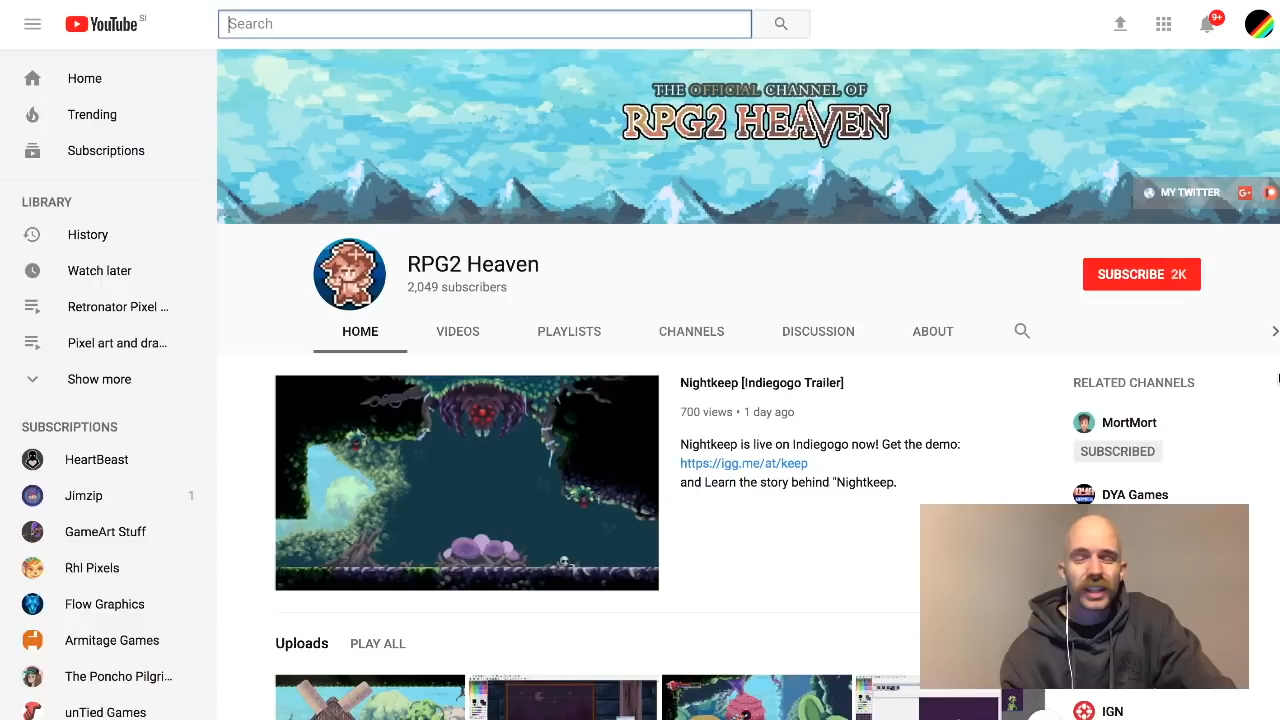 YouTube SI
Search
9+
Home
Trending
Subscriptions
LIBRARY
History
Watch later
Retronator Pixel ...
Pixel art and dra...
Show more
SUBSCRIPTIONS
HeartBeast
Jimzip 1
GameArt Stuff
Rhl Pixels
Flow Graphics
Armitage Games
The Poncho Pilgri...
unTied Games
THE OFFICIAL CHANNEL OF
RPG2 HEAVEN
MY TWITTER
G+
RPG2 Heaven
2,049 subscribers
SUBSCRIBE 2K
HOME VIDEOS PLAYLISTS CHANNELS DISCUSSION ABOUT
Nightkeep [Indiegogo Trailer]
700 views • 1 day ago
Nightkeep is live on Indiegogo now! Get the demo:
https://igg.me/at/keep
and Learn the story behind "Nightkeep.
Uploads PLAY ALL
RELATED CHANNELS
MortMort
SUBSCRIBED
DYA GAMES
DYA Games
IGN